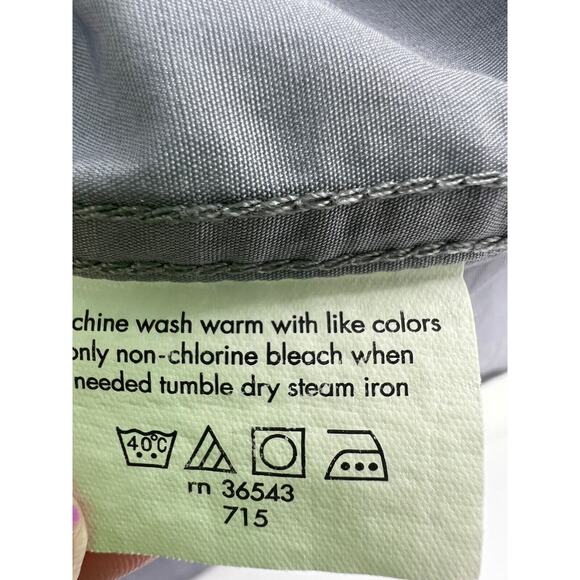 chine wash warm with like colors
only non-chlorine bleach when
needed tumble dry steam iron
40°C
rn 36543
715